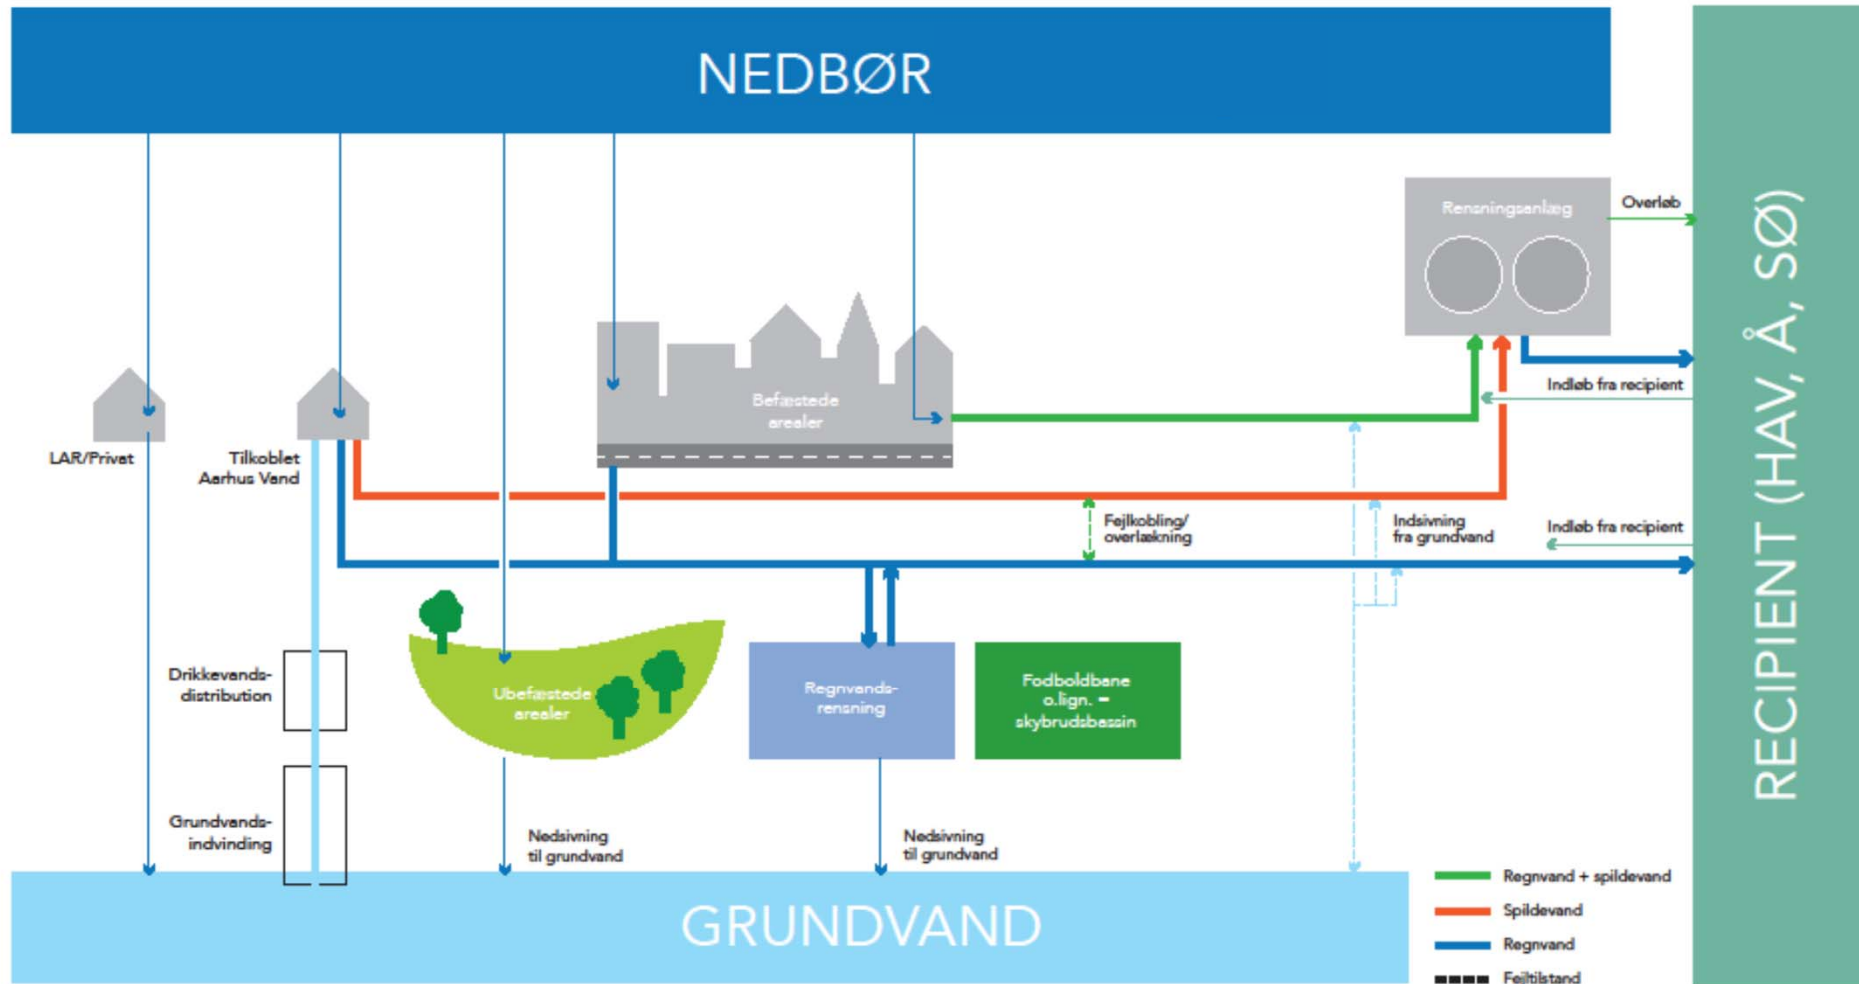 NEDBØR
Rensningsanlæg
Overløb
RECIPIENT (HAV, Å, SØ)
Befæstede
arealer
Indløb fra recipient
LAR/Privat
Tilkoblet
Aarhus Vand
Fejlkobling/
overlækning
Indsivning
fra grundvand
Indløb fra recipient
Drikkevands-
distribution
Ubefæstede
arealer
Regnvands-
rensning
Fodboldbane
o.lign. =
skybrudsbassin
Grundvands-
indvinding
Nedsivning
til grundvand
Nedsivning
til grundvand
GRUNDVAND
Regnvand + spildevand
Spildevand
Regnvand
Fejltilstand